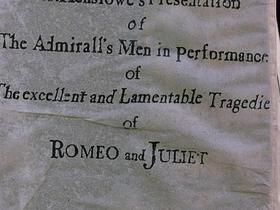 Presentation
of
The Admirall's Men in Performance
of
The excellent and Lamentable Tragedie
of
ROMEO and JULIET